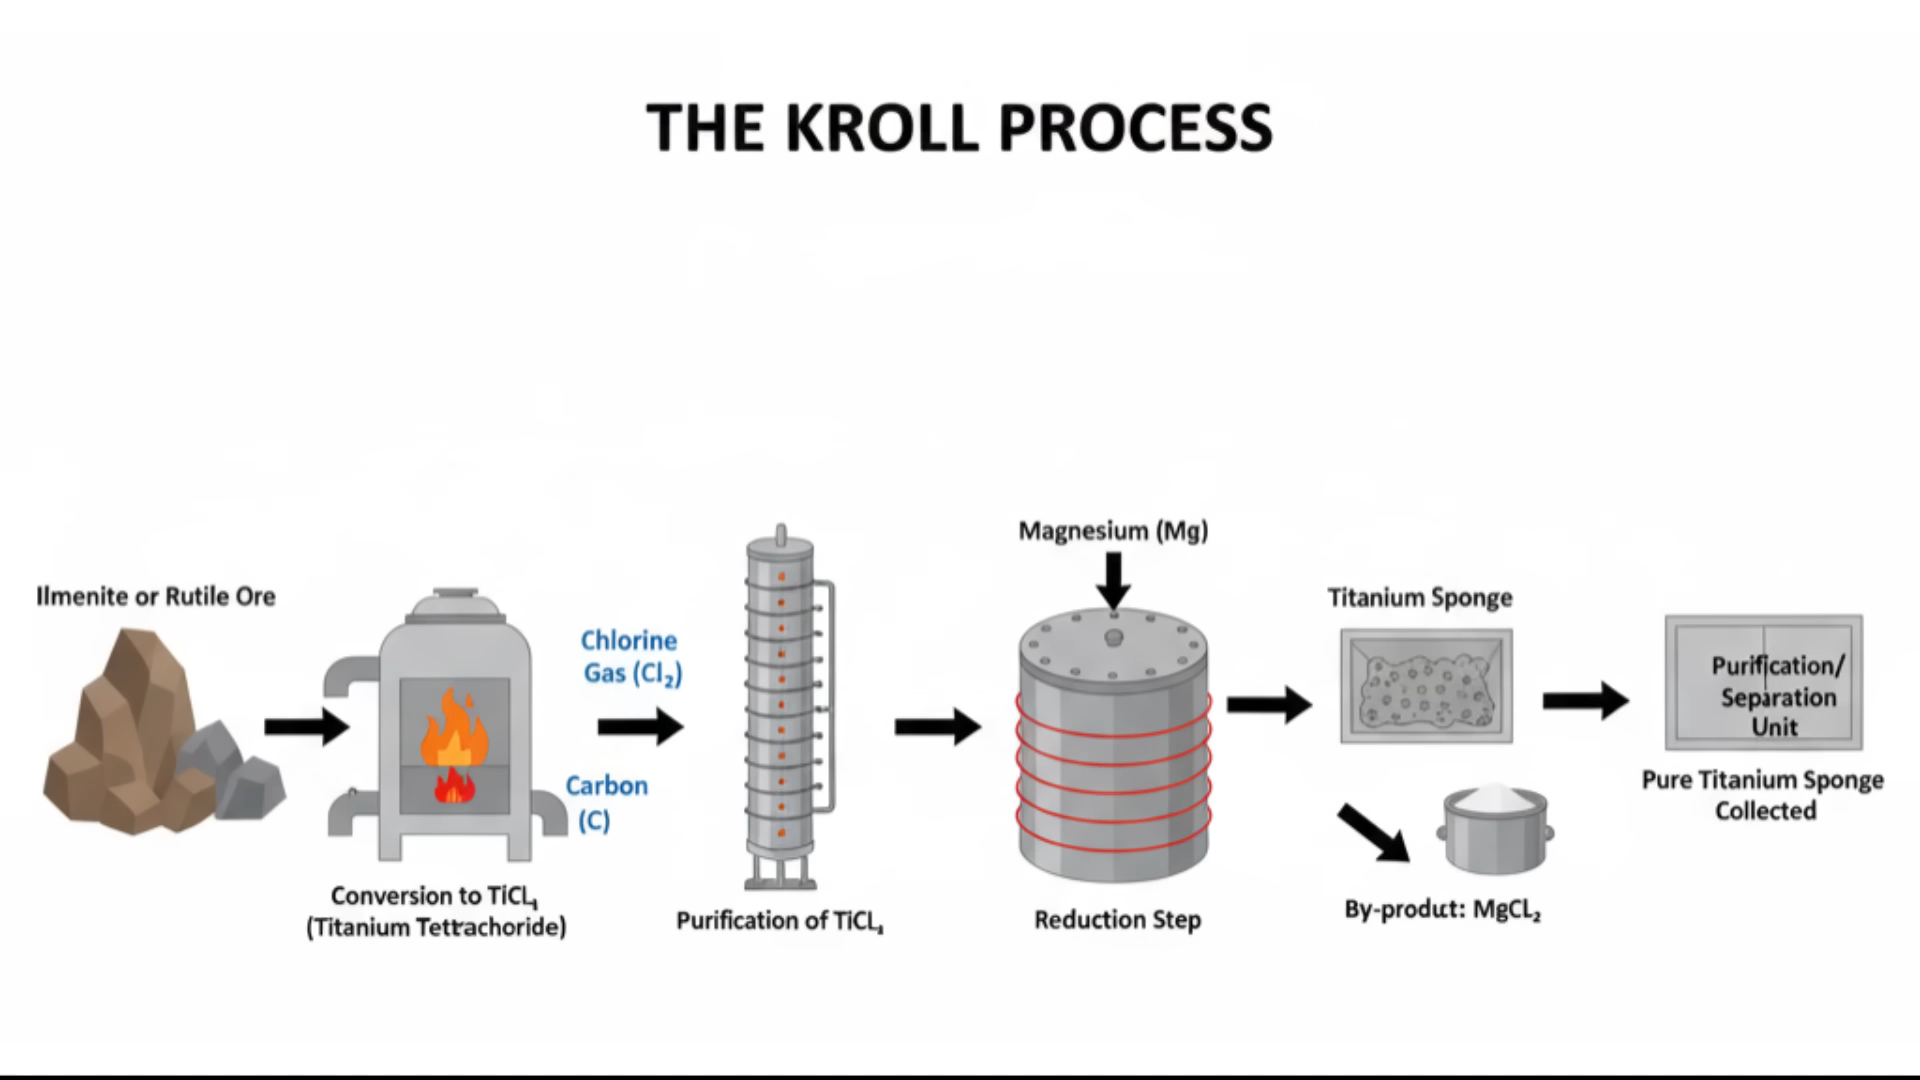 THE KROLL PROCESS
Ilmenite or Rutile Ore
Conversion to TiCL₄
(Titanium Tettrachoride)
Chlorine
Gas (Cl₂)
Carbon
(C)
Purification of TiCL₄
Magnesium (Mg)
Reduction Step
Titanium Sponge
By-product: MgCL₂
Purification/
Separation
Unit
Pure Titanium Sponge
Collected